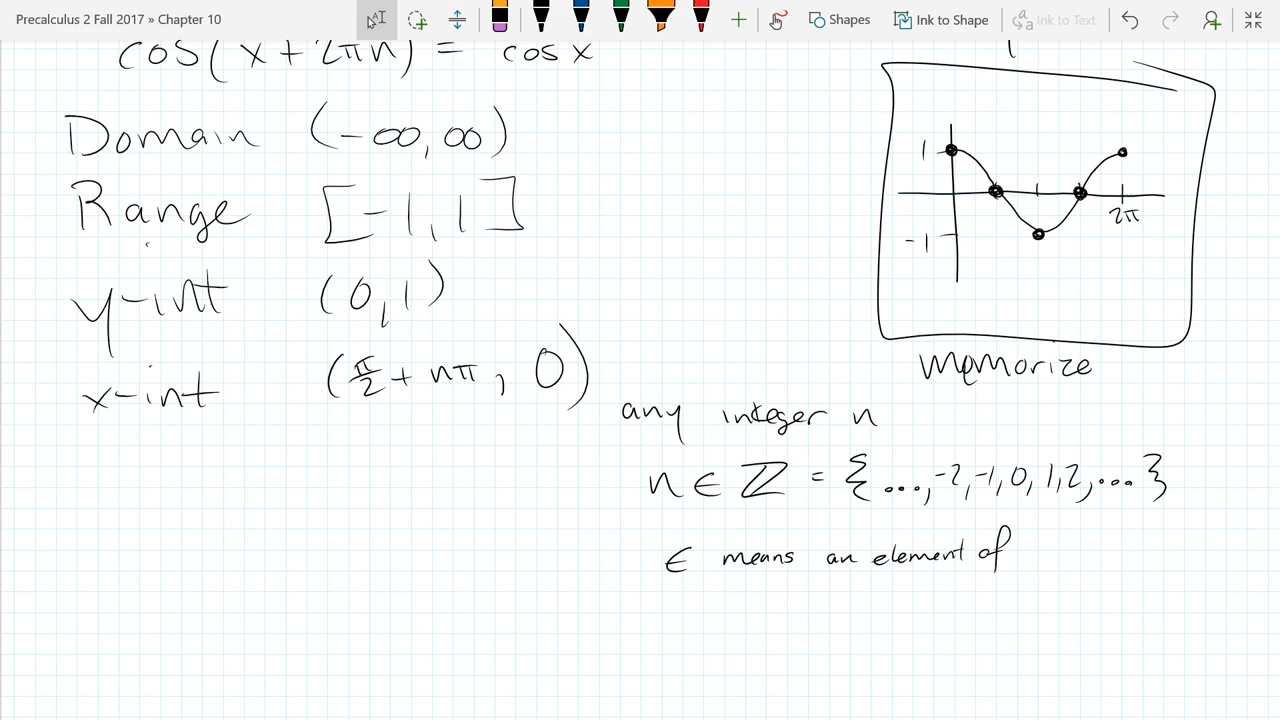 Precalculus 2 Fall 2017 » Chapter 10
Shapes
Ink to Shape
Ink to Text
cos(x+2πn) = cos x
Domain (-∞,∞)
Range [-1,1]
y-int (0,1)
x-int (π/2 + nπ, 0)
1
-1
2π
memorize
any integer n
n ∈ ℤ = {...,-2,-1,0,1,2,...}
∈ means an element of